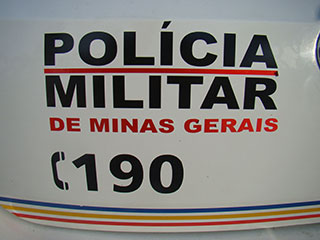 POLÍCIA
MILITAR
DE MINAS GERAIS
190